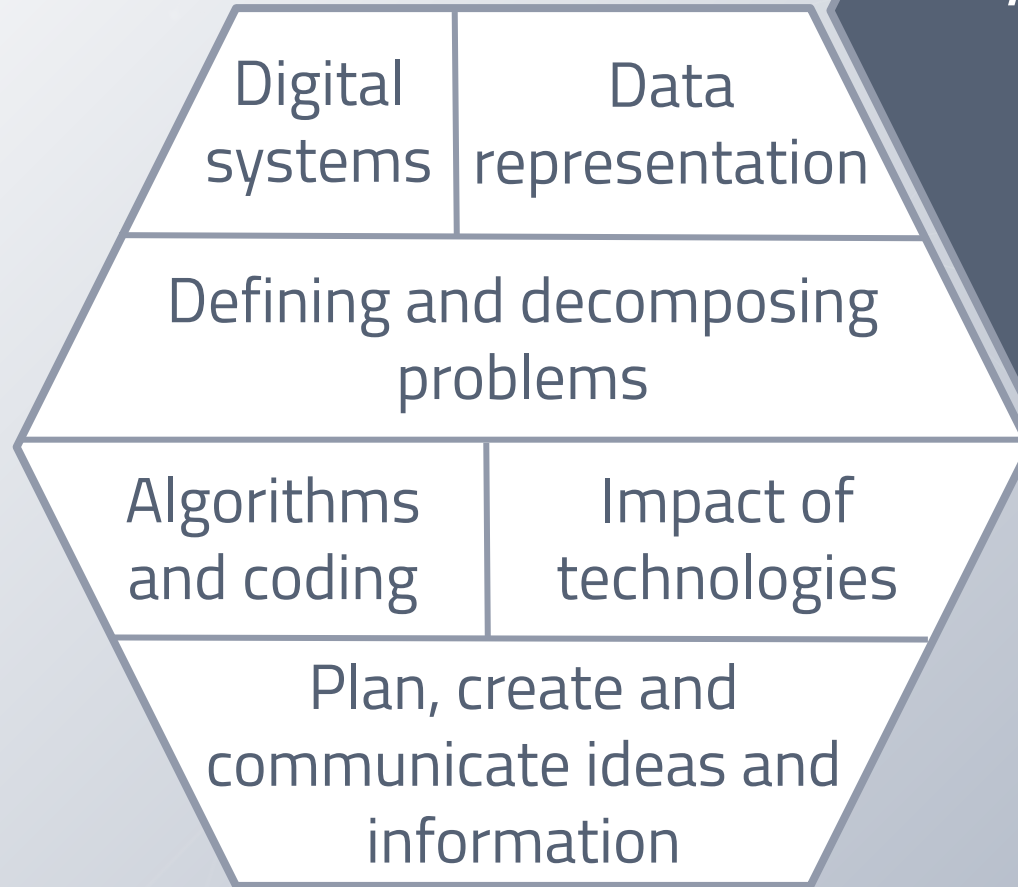 Digital
systems
Data
representation
Defining and decomposing
problems
Algorithms
and coding
Impact of
technologies
Plan, create and
communicate ideas and
information